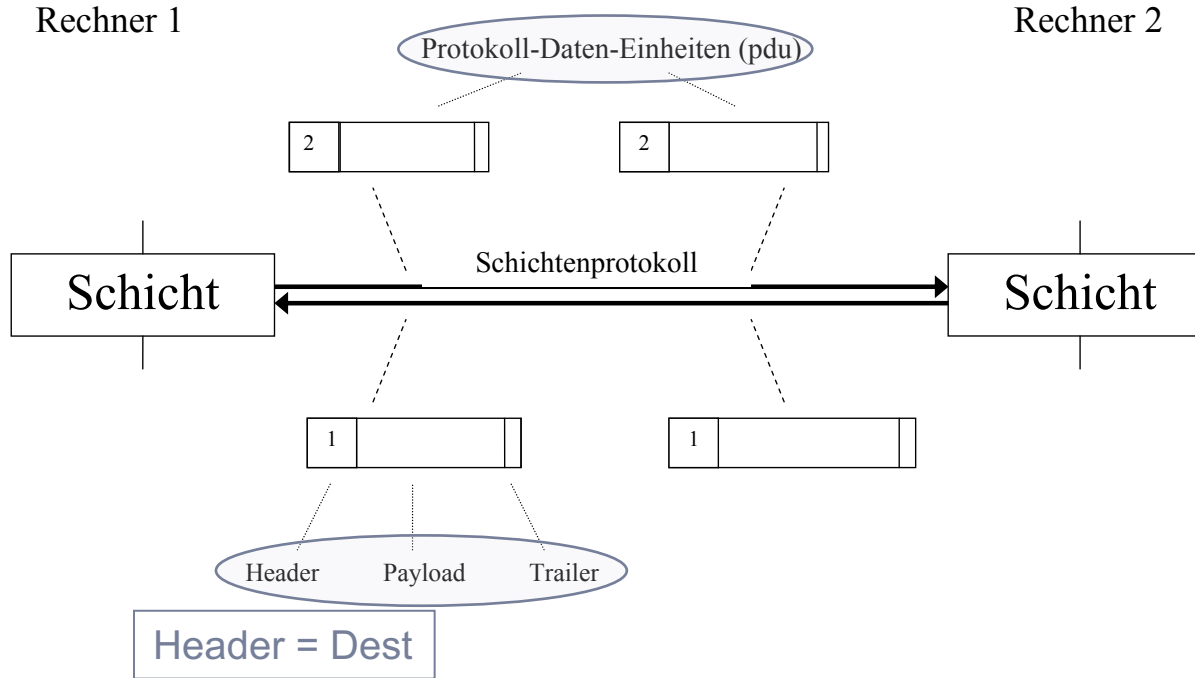 Rechner 1
Rechner 2
Protokoll-Daten-Einheiten (pdu)
2
2
Schichtenprotokoll
Schicht
Schicht
1
1
Header
Payload
Trailer
Header = Dest